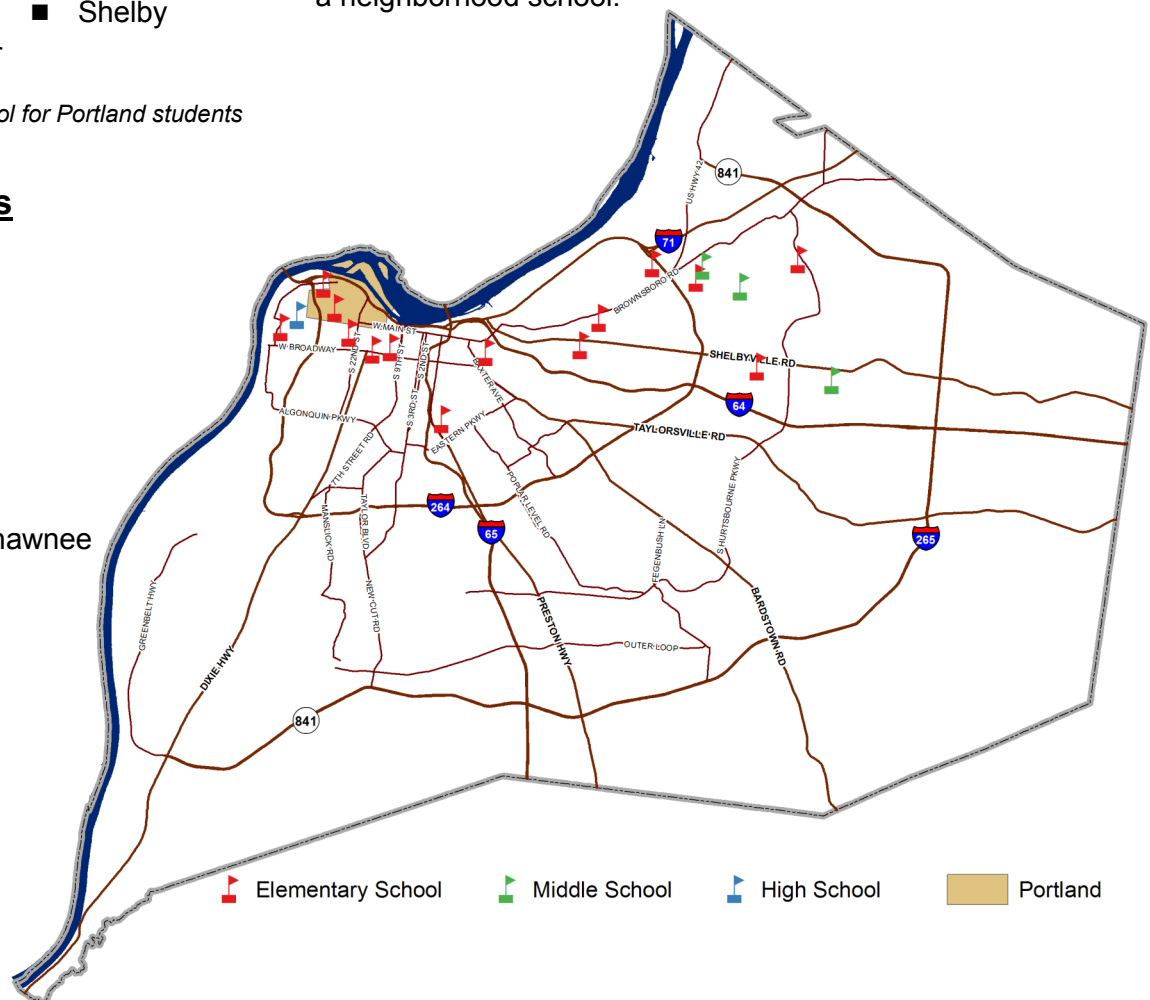 a neighborhood school.
■ Shelby
ol for Portland students
s
hawnee
841
US HWY 42
71
BROWNSBORO RD
W MAIN ST
W BROADWAY
S 22ND ST
S 9TH ST
S 2ND ST
S 3RD ST
BAXTER AVE
SHELBYVILLE RD
64
ALGONQUIN PKWY
EASTERN PKWY
TAYLORSVILLE RD
7TH STREET RD
POPLAR LEVEL RD
S HURTSBOURNE PKWY
264
65
265
MANSLICK RD
TAYLOR BLVD
FEGENBUSH LN
GREENBELT HWY
NEW CUT RD
PRESTON HWY
BARDSTOWN RD
OUTER LOOP
DIXIE HWY
841
Elementary School
Middle School
High School
Portland